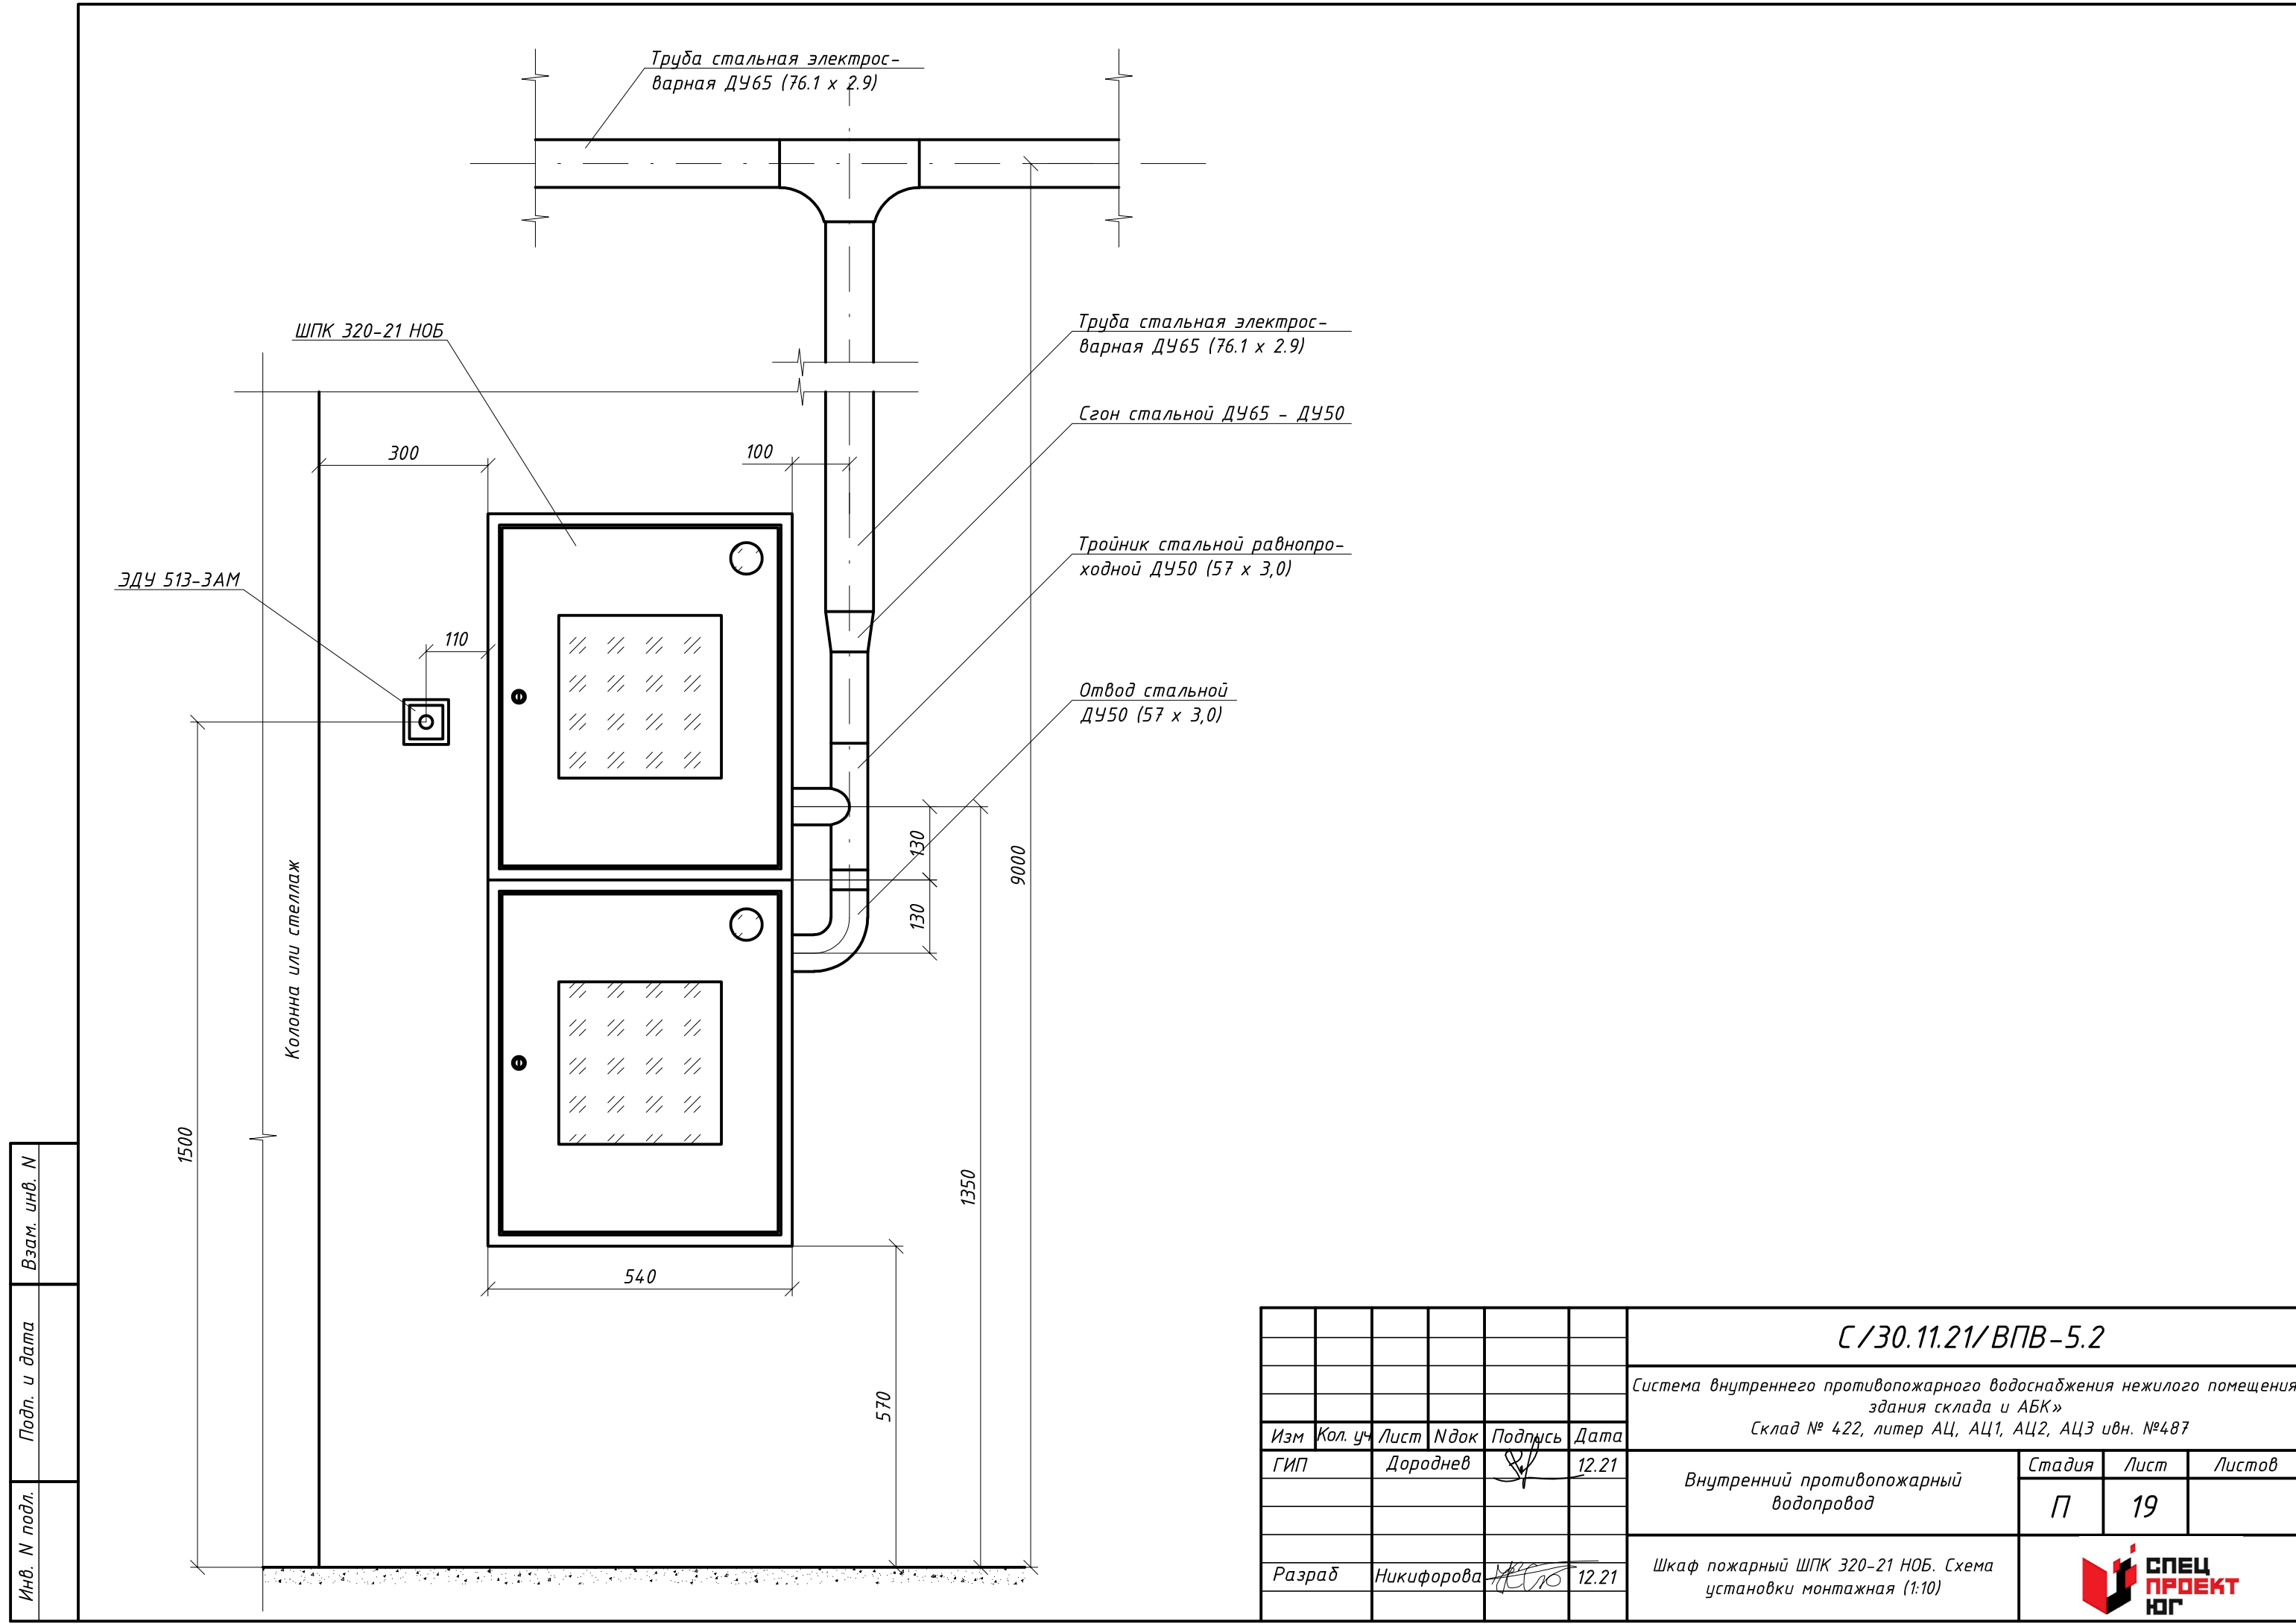 Труба стальная электрос-
варная ДУ65 (76.1 x 2.9)
ШПК 320-21 НОБ
Труба стальная электрос-
варная ДУ65 (76.1 x 2.9)
Сгон стальной ДУ65 - ДУ50
300
100
Тройник стальной равнопро-
ходной ДУ50 (57 x 3,0)
ЭДУ 513-3АМ
110
Отвод стальной
ДУ50 (57 x 3,0)
130
130
9000
Колонна или стеллаж
1500
1350
540
570
Взам. инв. N
Подп. и дата
Инв. N подл.
С/30.11.21/ВПВ-5.2
Система внутреннего противопожарного водоснабжения нежилого помещения
здания склада и АБК»
Склад № 422, литер АЦ, АЦ1, АЦ2, АЦ3 ивн. №487
Изм Кол. уч Лист Nдок Подпись Дата
ГИП Дороднев 12.21
Внутренний противопожарный
водопровод
Стадия Лист Листов
П 19
Разраб Никифорова 12.21
Шкаф пожарный ШПК 320-21 НОБ. Схема
установки монтажная (1:10)
СПЕЦ
ПРОЕКТ
ЮГ